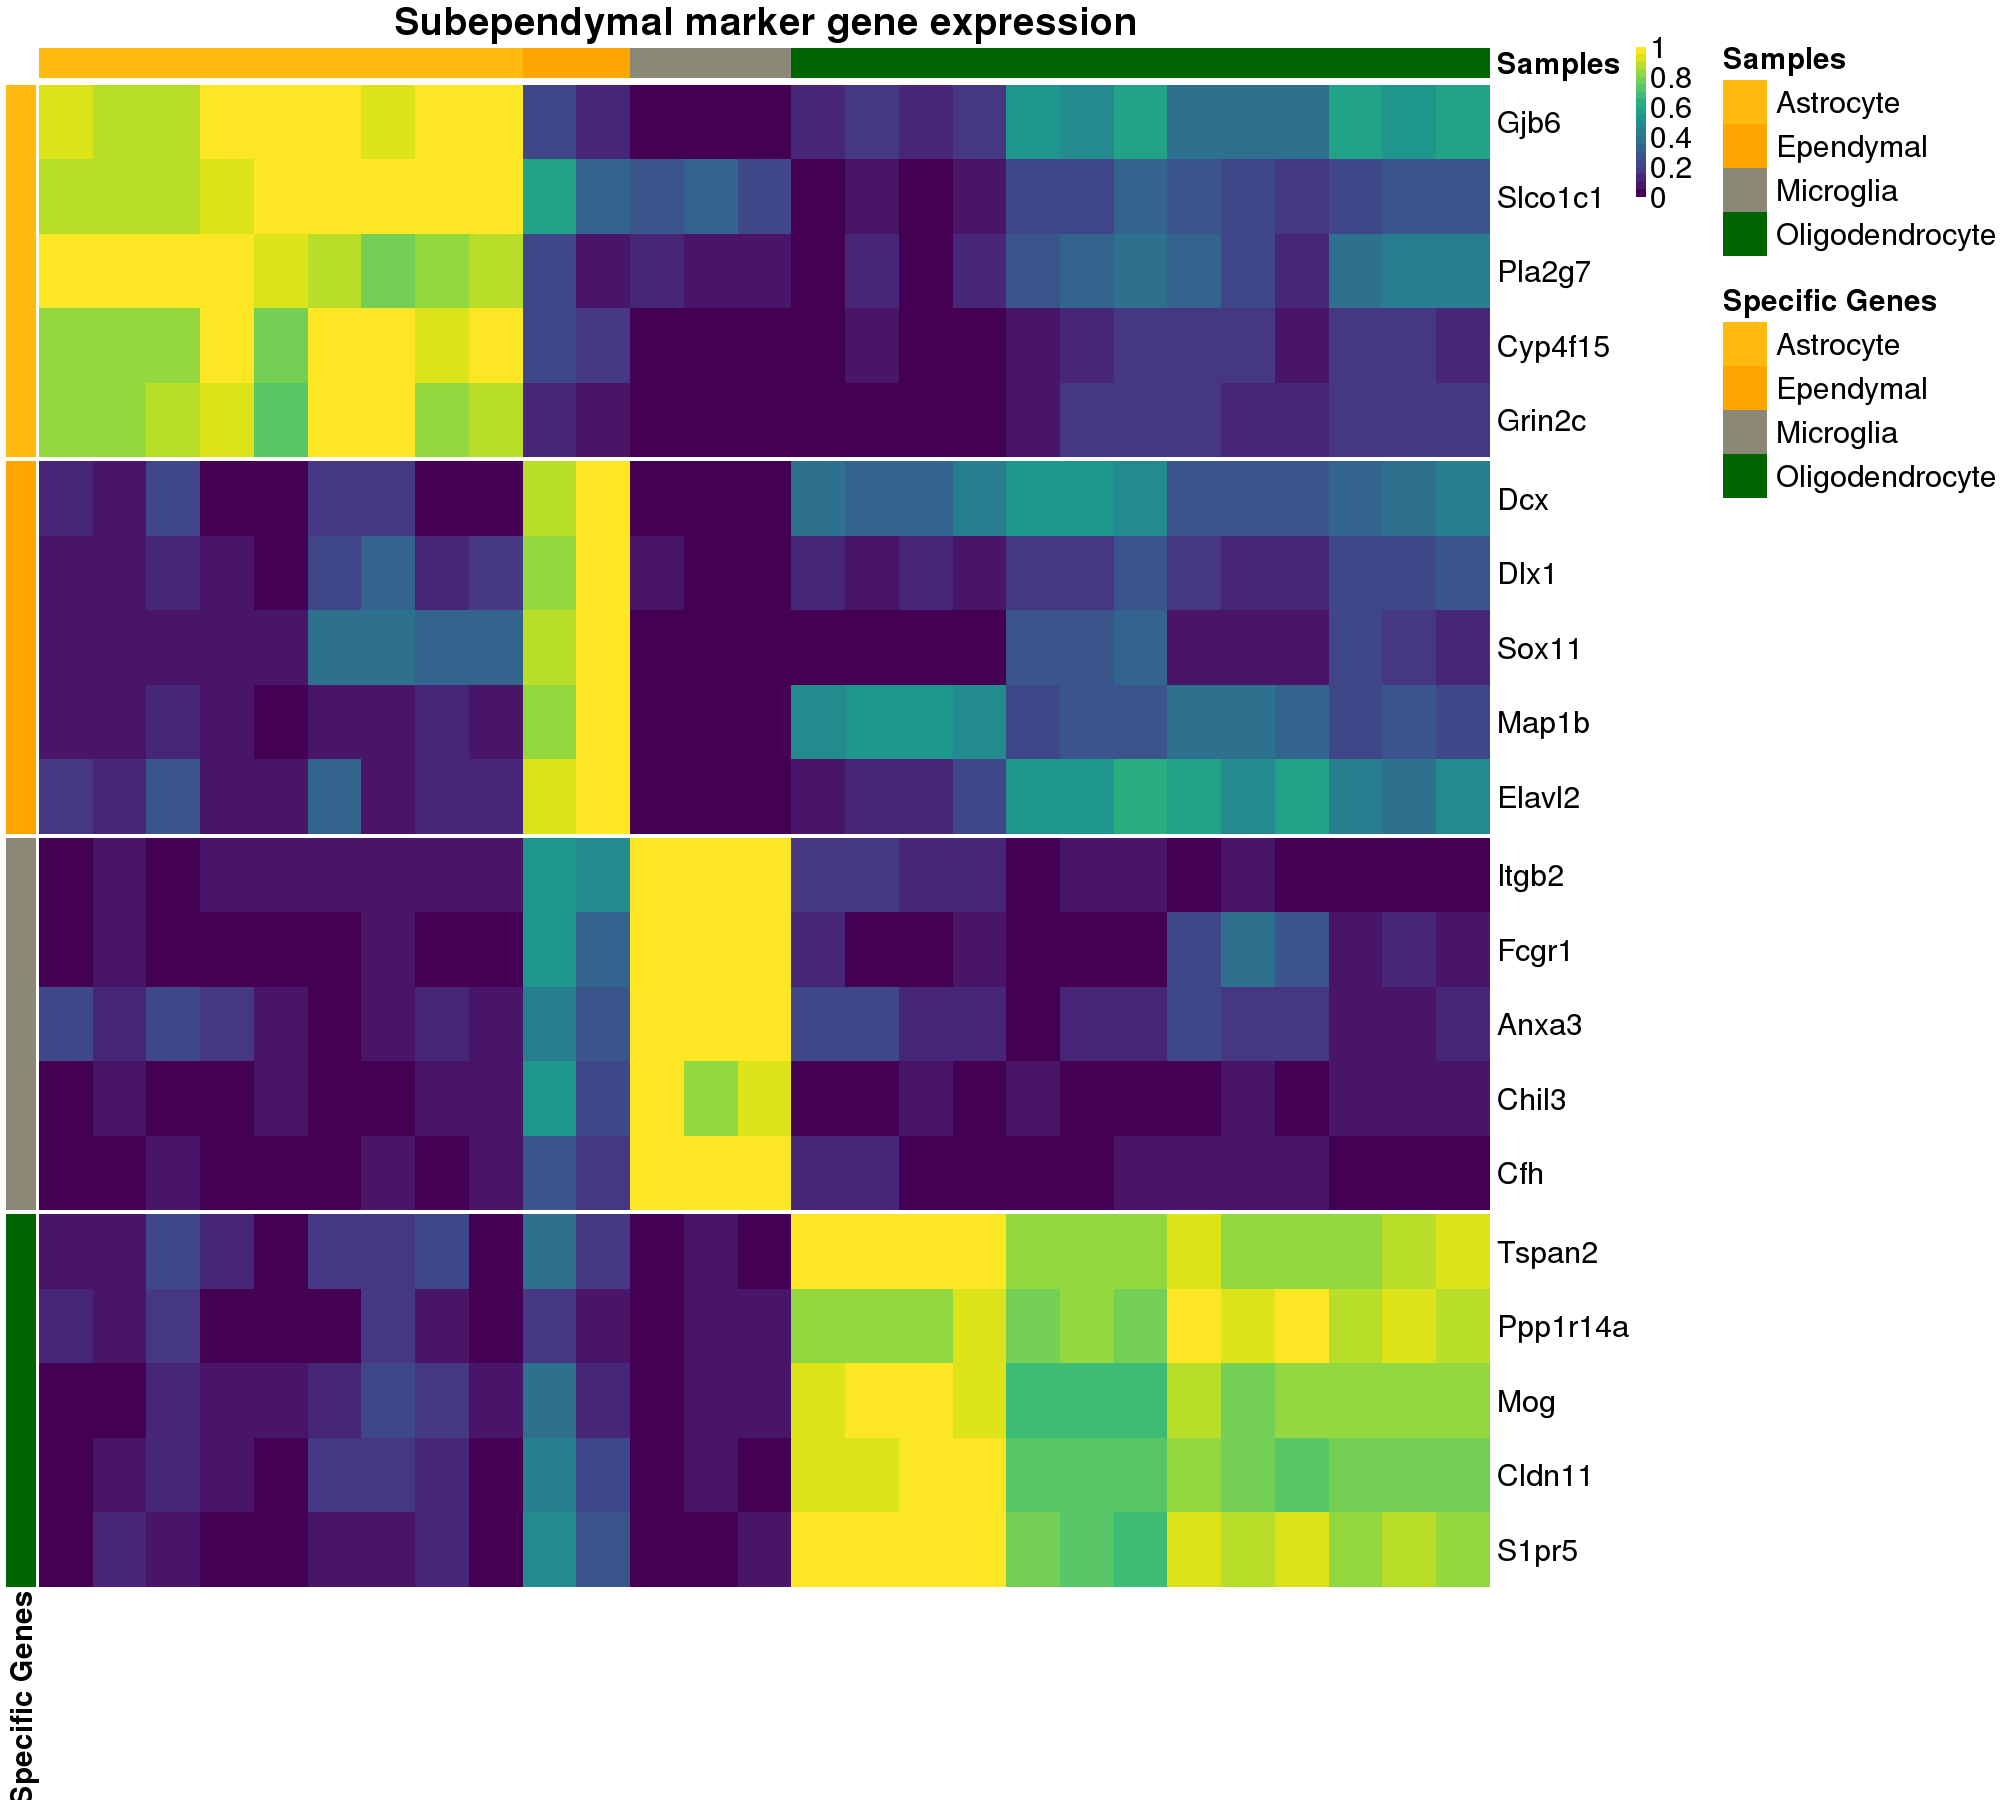 Subependymal marker gene expression
Samples
Gjb6
Slco1c1
Pla2g7
Cyp4f15
Grin2c
Dcx
Dlx1
Sox11
Map1b
Elavl2
Itgb2
Fcgr1
Anxa3
Chil3
Cfh
Tspan2
Ppp1r14a
Mog
Cldn11
S1pr5
Specific Genes
1
0.8
0.6
0.4
0.2
0
Samples
Astrocyte
Ependymal
Microglia
Oligodendrocyte
Specific Genes
Astrocyte
Ependymal
Microglia
Oligodendrocyte